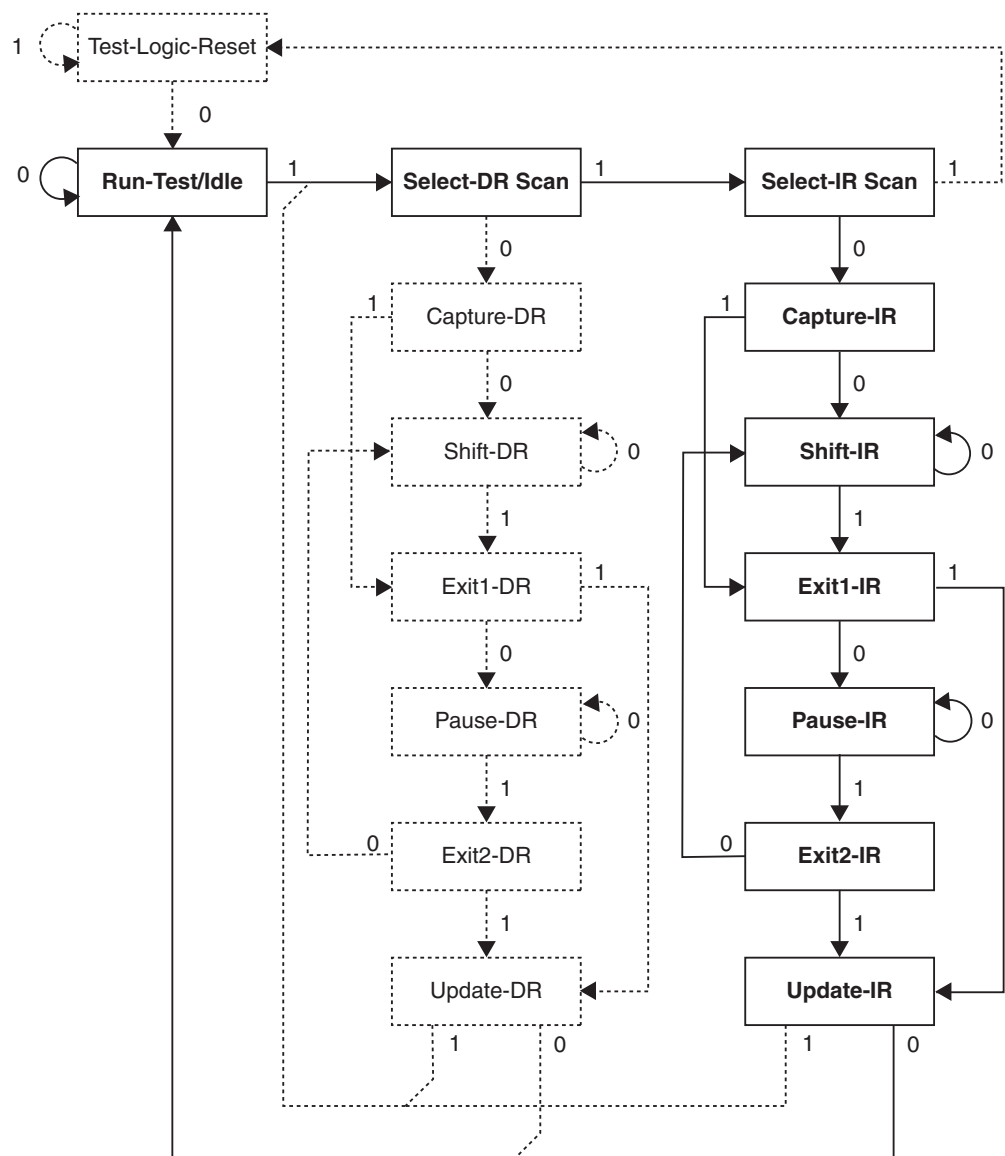 1 Test-Logic-Reset
0
0 Run-Test/Idle 1 Select-DR Scan 1 Select-IR Scan 1
0 0
1 Capture-DR 1 Capture-IR
0 0
Shift-DR 0 Shift-IR 0
1 1
Exit1-DR 1 Exit1-IR 1
0 0
Pause-DR 0 Pause-IR 0
1 1
0 Exit2-DR 0 Exit2-IR
1 1
Update-DR Update-IR
1 0 1 0